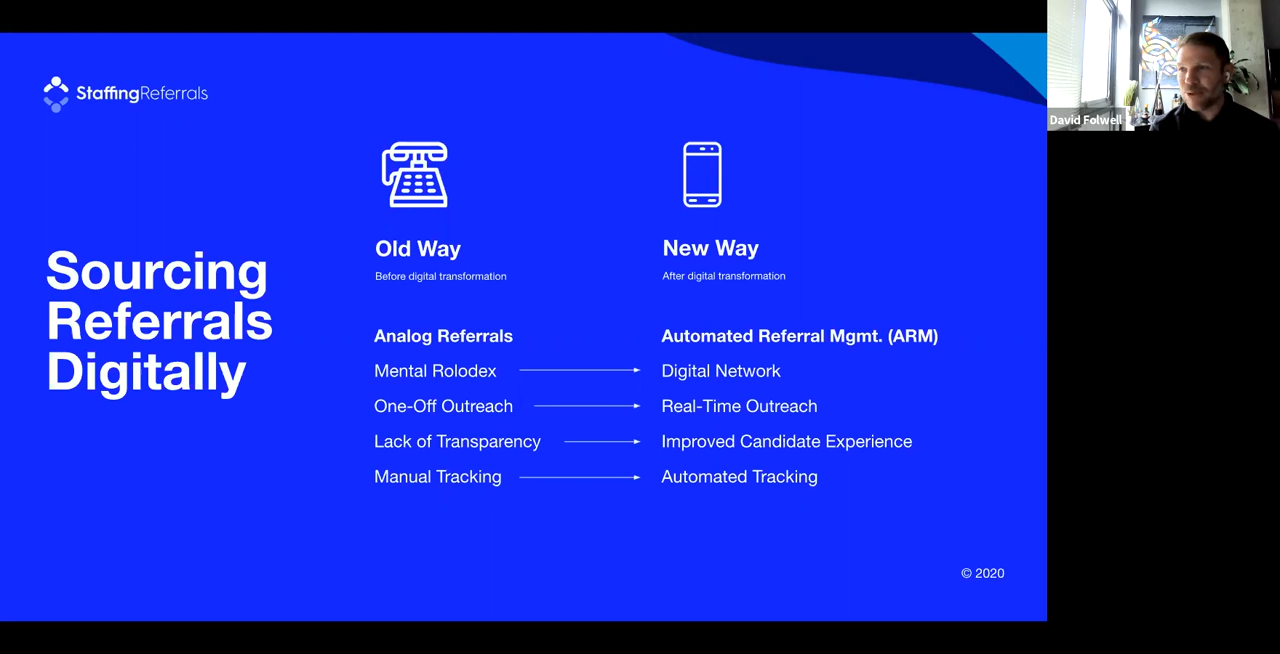 StaffingReferrals
David Folwell
Sourcing
Referrals
Digitally
Old Way
Before digital transformation
New Way
After digital transformation
Analog Referrals
Automated Referral Mgmt. (ARM)
Mental Rolodex
Digital Network
One-Off Outreach
Real-Time Outreach
Lack of Transparency
Improved Candidate Experience
Manual Tracking
Automated Tracking
© 2020